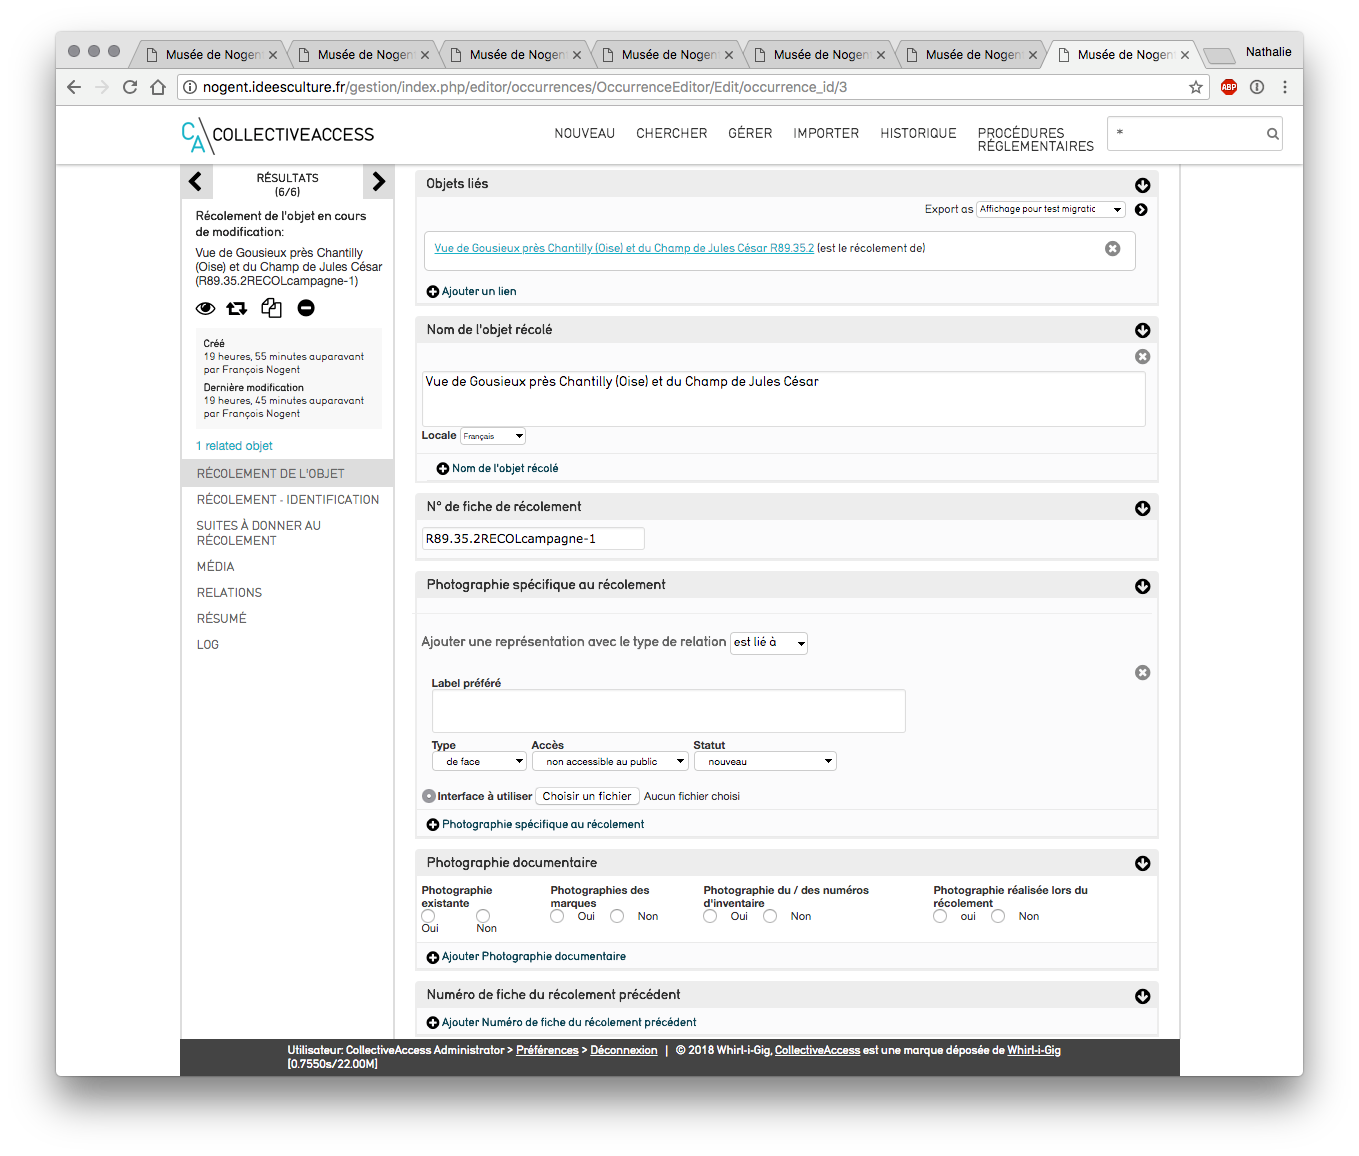 Musée de Nogent
Musée de Nogent
Musée de Nogent
Musée de Nogent
Musée de Nogent
Musée de Nogent
Musée de Nogent
Nathalie
nogent.ideesculture.fr/gestion/index.php/editor/occurrences/OccurrenceEditor/Edit/occurrence_id/3
ABP
CA\COLLECTIVEACCESS
NOUVEAU CHERCHER GÉRER IMPORTER HISTORIQUE PROCÉDURES
RÉGLEMENTAIRES
*
RÉSULTATS
(6/6)
Récolement de l'objet en cours
de modification:
Vue de Gousieux près Chantilly
(Oise) et du Champ de Jules César
(R89.35.2RECOLcampagne-1)
Créé
19 heures, 55 minutes auparavant
par François Nogent
Dernière modification
19 heures, 45 minutes auparavant
par François Nogent
1 related objet
RÉCOLEMENT DE L'OBJET
RÉCOLEMENT - IDENTIFICATION
SUITES À DONNER AU
RÉCOLEMENT
MÉDIA
RELATIONS
RÉSUMÉ
LOG
Objets liés
Export as Affichage pour test migratic
Vue de Gousieux près Chantilly (Oise) et du Champ de Jules César R89.35.2 (est le récolement de)
Ajouter un lien
Nom de l'objet récolé
Vue de Gousieux près Chantilly (Oise) et du Champ de Jules César
Locale Français
Nom de l'objet récolé
N° de fiche de récolement
R89.35.2RECOLcampagne-1
Photographie spécifique au récolement
Ajouter une représentation avec le type de relation est lié à
Label préféré
Type Accès Statut
de face non accessible au public nouveau
Interface à utiliser Choisir un fichier Aucun fichier choisi
Photographie spécifique au récolement
Photographie documentaire
Photographie
existante
Oui Non
Photographies des
marques
Oui Non
Photographie du / des numéros
d'inventaire
Oui Non
Photographie réalisée lors du
récolement
oui Non
Ajouter Photographie documentaire
Numéro de fiche du récolement précédent
Ajouter Numéro de fiche du récolement précédent
Utilisateur: CollectiveAccess Administrator > Préférences > Déconnexion | © 2018 Whirl-i-Gig, CollectiveAccess est une marque déposée de Whirl-i-Gig
[0.7550s/22.00M]